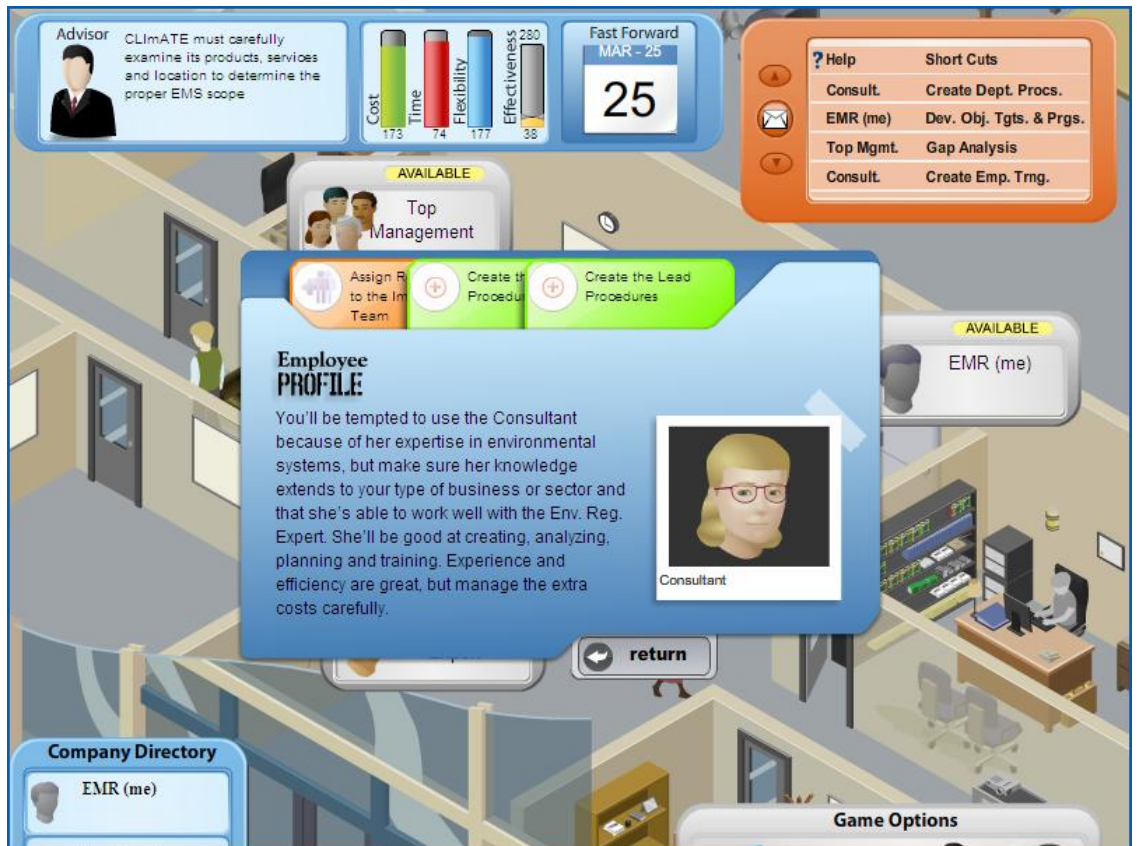 Advisor
CLImATE must carefully
examine its products, services
and location to determine the
proper EMS scope
Cost
173
Time
74
Flexibility
177
Effectiveness
280
38
Fast Forward
MAR - 25
25
? Help Short Cuts
Consult. Create Dept. Procs.
EMR (me) Dev. Obj. Tgts. & Prgs.
Top Mgmt. Gap Analysis
Consult. Create Emp. Trng.
AVAILABLE
Top
Management
Assign R
to the Im
Team
Create th
Procedu
Create the Lead
Procedures
AVAILABLE
EMR (me)
Employee
PROFILE
You'll be tempted to use the Consultant
because of her expertise in environmental
systems, but make sure her knowledge
extends to your type of business or sector and
that she's able to work well with the Env. Reg.
Expert. She'll be good at creating, analyzing,
planning and training. Experience and
efficiency are great, but manage the extra
costs carefully.
Consultant
return
Company Directory
EMR (me)
Game Options